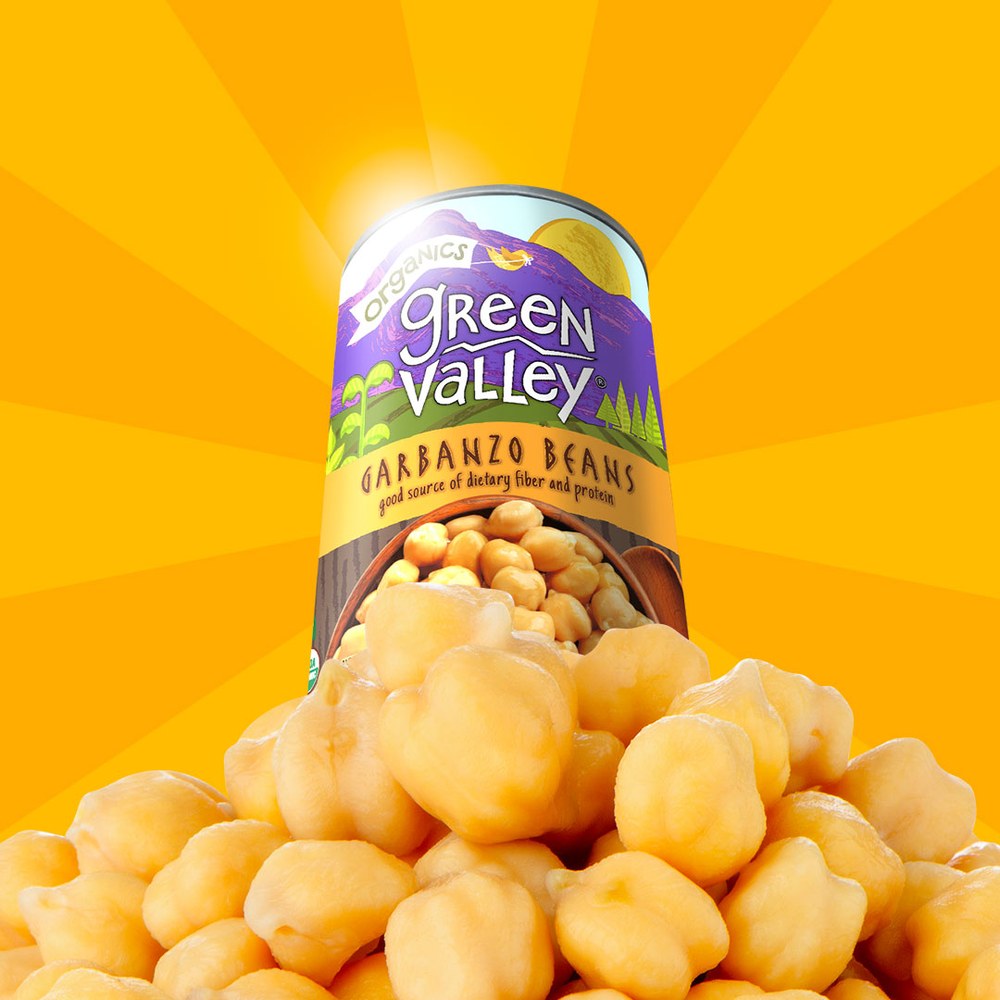 organics
green
valley®
GARBANZO BEANS
good source of dietary fiber and protein